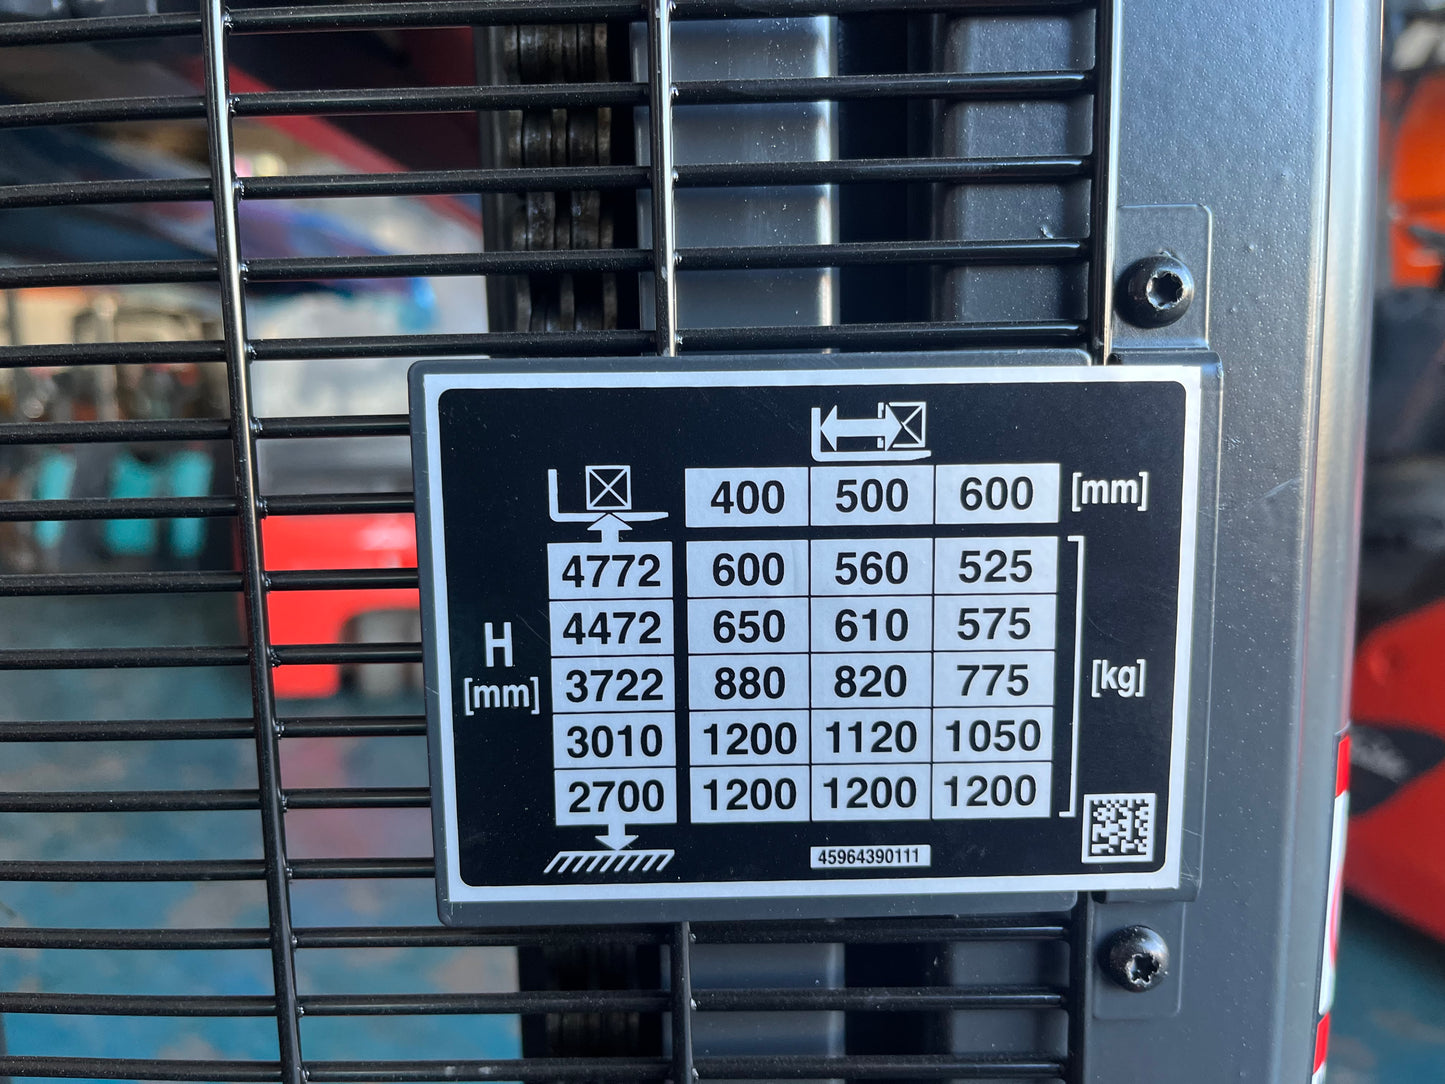 400 500 600 [mm]
4772 600 560 525
4472 650 610 575
H
[mm] 3722 880 820 775 [kg]
3010 1200 1120 1050
2700 1200 1200 1200
45964390111